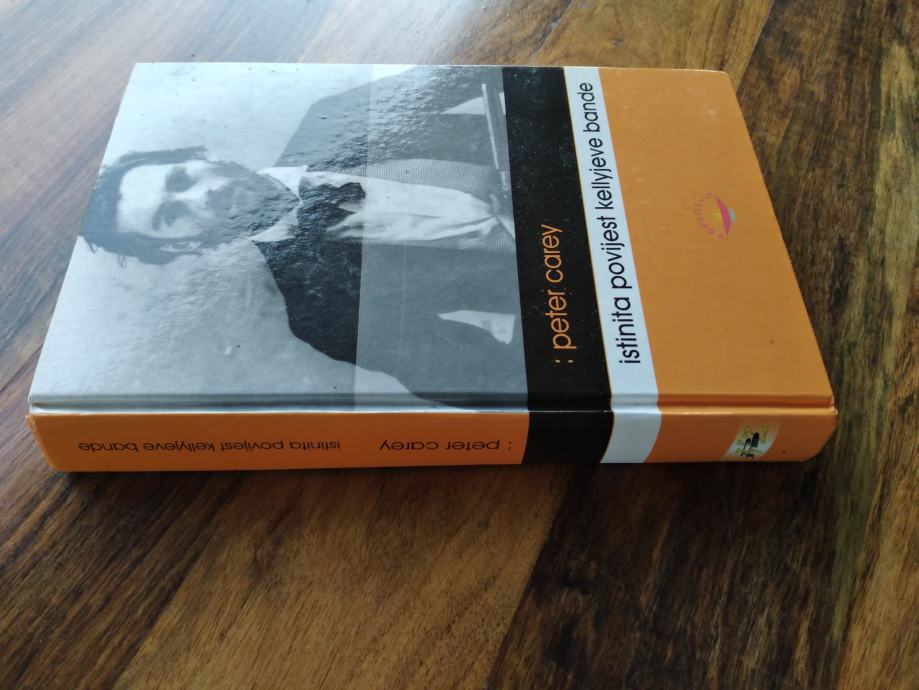 : peter carey
istinita povijest kellyjeve bande
: peter carey
istinita povijest kellyjeve bande